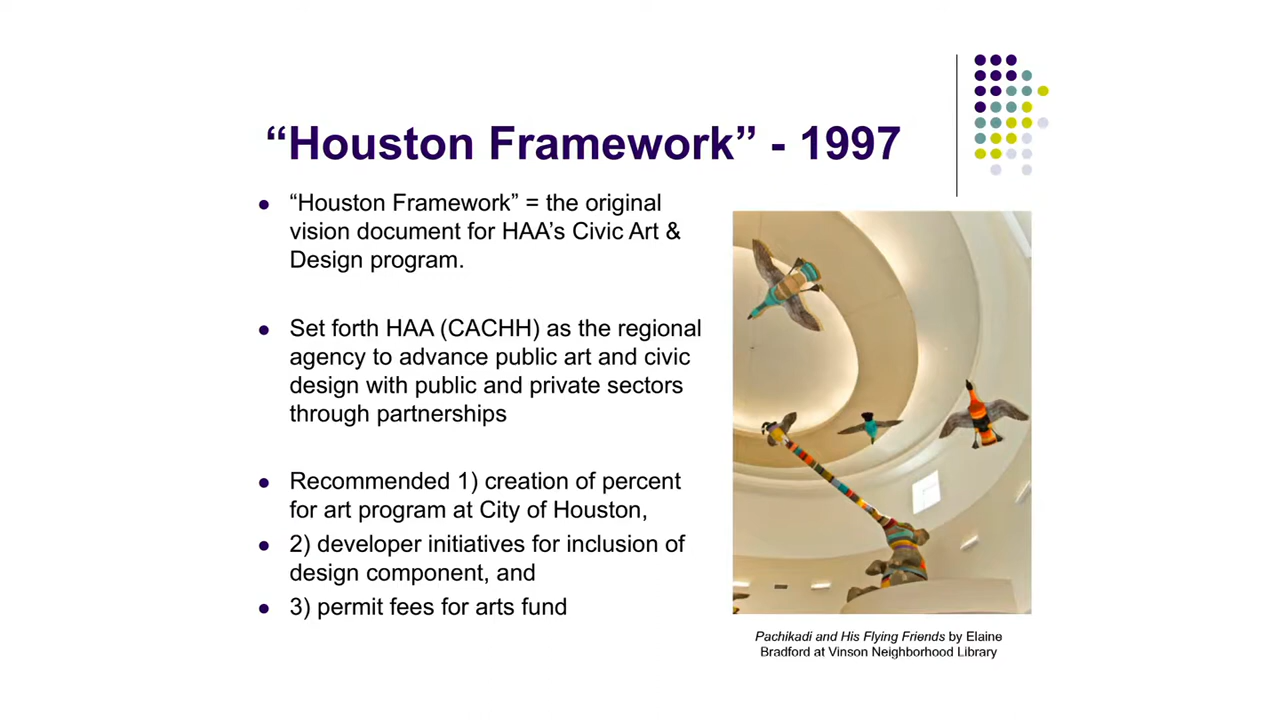 “Houston Framework” - 1997
“Houston Framework” = the original
vision document for HAA’s Civic Art &
Design program.
Set forth HAA (CACHH) as the regional
agency to advance public art and civic
design with public and private sectors
through partnerships
Recommended 1) creation of percent
for art program at City of Houston,
2) developer initiatives for inclusion of
design component, and
3) permit fees for arts fund
Pachikadi and His Flying Friends by Elaine
Bradford at Vinson Neighborhood Library